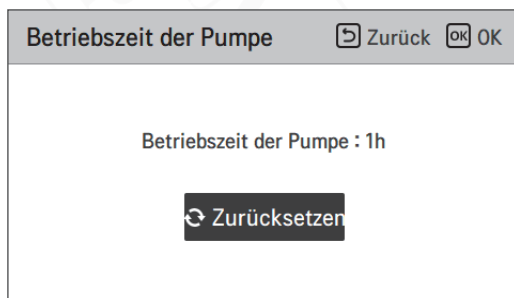 Betriebszeit der Pumpe Zurück OK OK
Betriebszeit der Pumpe : 1h
Zurücksetzen